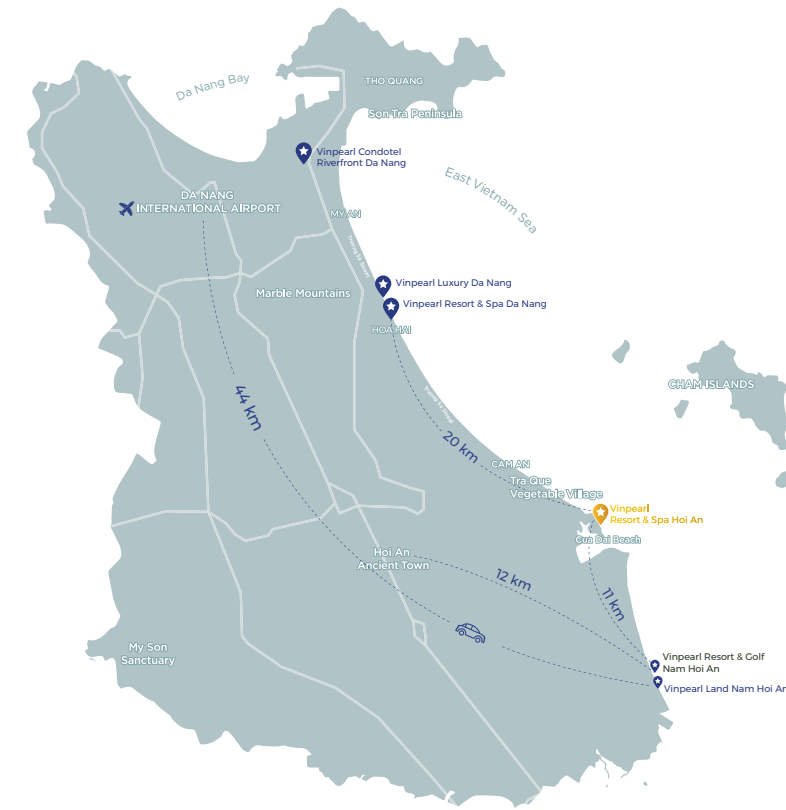 Da Nang Bay
THO QUANG
Son Tra Peninsula
Vinpearl Condotel
Riverfront Da Nang
East Vietnam Sea
DA NANG
INTERNATIONAL AIRPORT
MY AN
Vinpearl Luxury Da Nang
Marble Mountains
Vinpearl Resort & Spa Da Nang
HOA HAI
CHAM ISLANDS
44 km
20 km
CAM AN
Tra Que
Vegetable Village
Vinpearl
Resort & Spa Hoi An
Cua Dai Beach
Hoi An
Ancient Town
12 km
11 km
My Son
Sanctuary
Vinpearl Resort & Golf
Nam Hoi An
Vinpearl Land Nam Hoi An